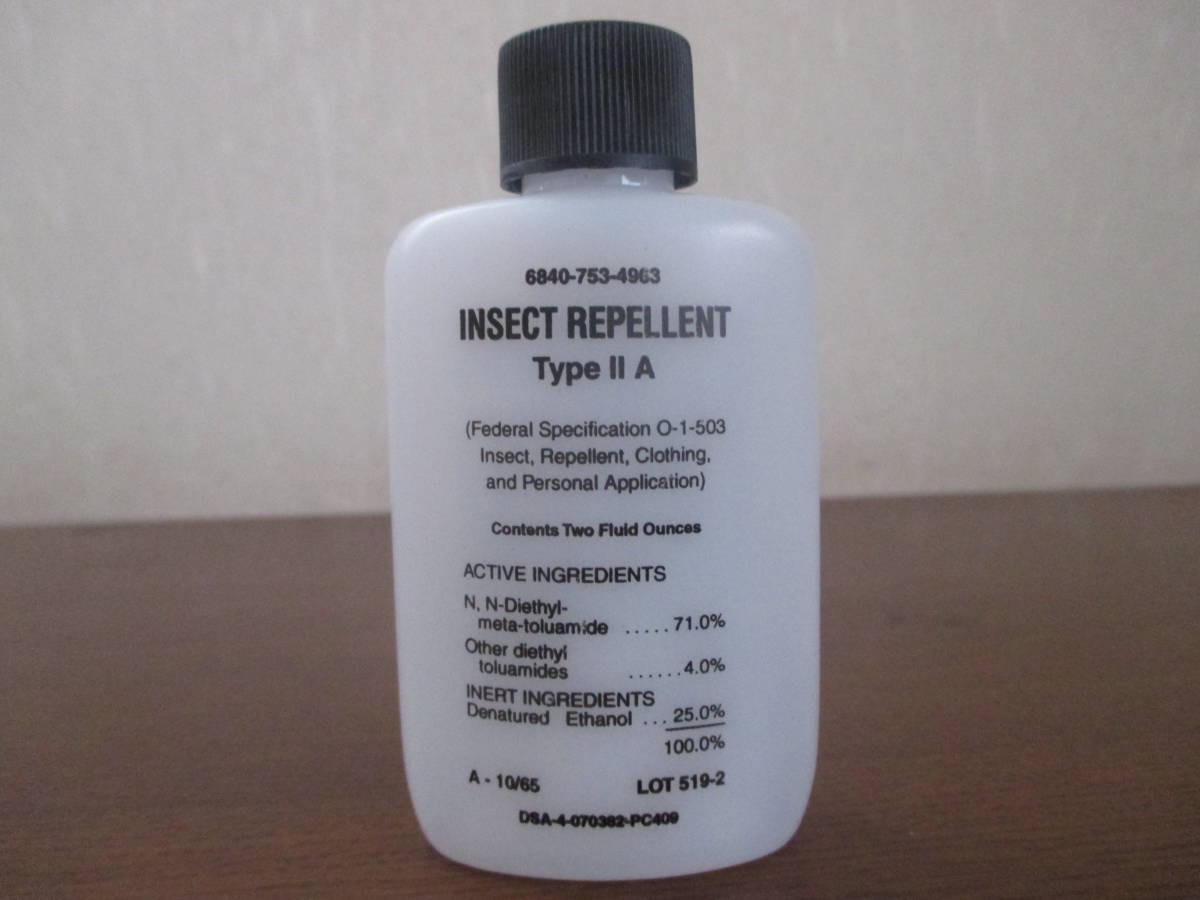 6840-753-4963
INSECT REPELLENT
Type II A
(Federal Specification O-1-503
Insect, Repellent, Clothing,
and Personal Application)
Contents Two Fluid Ounces
ACTIVE INGREDIENTS
N, N-Diethyl-
meta-toluamide ..... 71.0%
Other diethyl
toluamides ...... 4.0%
INERT INGREDIENTS
Denatured Ethanol ... 25.0%
100.0%
A - 10/65 LOT 519-2
DSA-4-070382-PC409